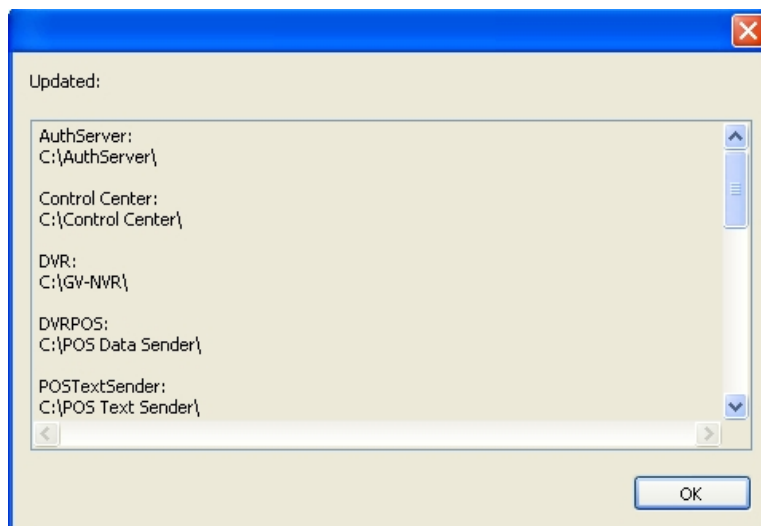 Updated:
AuthServer:
C:\AuthServer\
Control Center:
C:\Control Center\
DVR:
C:\GV-NVR\
DVRPOS:
C:\POS Data Sender\
POSTextSender:
C:\POS Text Sender\
OK